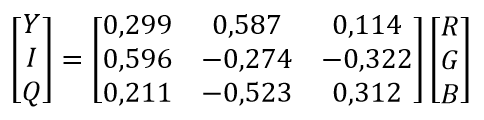 [Y] = [0,299 0,587 0,114] [R]
[I] = [0,596 −0,274 −0,322] [G]
[Q] = [0,211 −0,523 0,312] [B]